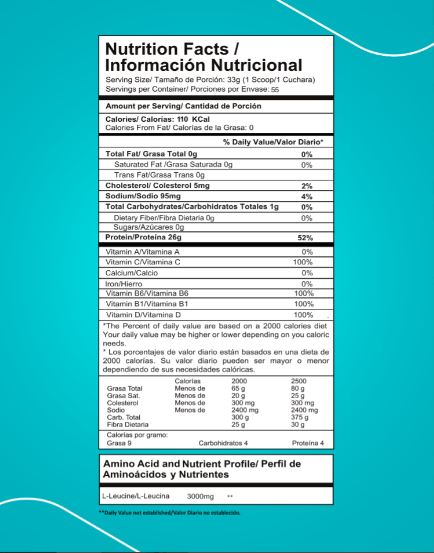 Nutrition Facts /
Información Nutricional
Serving Size/ Tamaño de Porción: 33g (1 Scoop/1 Cuchara)
Servings per Container/ Porciones por Envase: 55
Amount per Serving/ Cantidad de Porción
Calories/ Calorias: 110 KCal
Calories From Fat/ Calorías de la Grasa: 0
% Daily Value/Valor Diario*
Total Fat/ Grasa Total 0g 0%
Saturated Fat /Grasa Saturada 0g 0%
Trans Fat/Grasa Trans 0g
Cholesterol/ Colesterol 5mg 2%
Sodium/Sodio 95mg 4%
Total Carbohydrates/Carbohidratos Totales 1g 0%
Dietary Fiber/Fibra Dietaria 0g 0%
Sugars/Azúcares 0g
Protein/Proteína 26g 52%
Vitamin A/Vitamina A 0%
Vitamin C/Vitamina C 100%
Calcium/Calcio 0%
Iron/Hierro 0%
Vitamin B6/Vitamina B6 100%
Vitamin B1/Vitamina B1 100%
Vitamin D/Vitamina D 100%
*The Percent of daily value are based on a 2000 calories diet
Your daily value may be higher or lower depending on you caloric
needs.
* Los porcentajes de valor diario están basados en una dieta de
2000 calorías. Su valor diario pueden ser mayor o menor
dependiendo de sus necesidades calóricas.
Calorías 2000 2500
Grasa Total Menos de 65 g 80 g
Grasa Sat. Menos de 20 g 25 g
Colesterol Menos de 300 mg 300 mg
Sodio Menos de 2400 mg 2400 mg
Carb. Total 300 g 375 g
Fibra Dietaria 25 g 30 g
Calorías por gramo:
Grasa 9 Carbohidratos 4 Proteína 4
Amino Acid and Nutrient Profile/ Perfil de
Aminoácidos y Nutrientes
L-Leucine/L-Leucina 3000mg **
**Daily Value not established/Valor Diario no establecido.